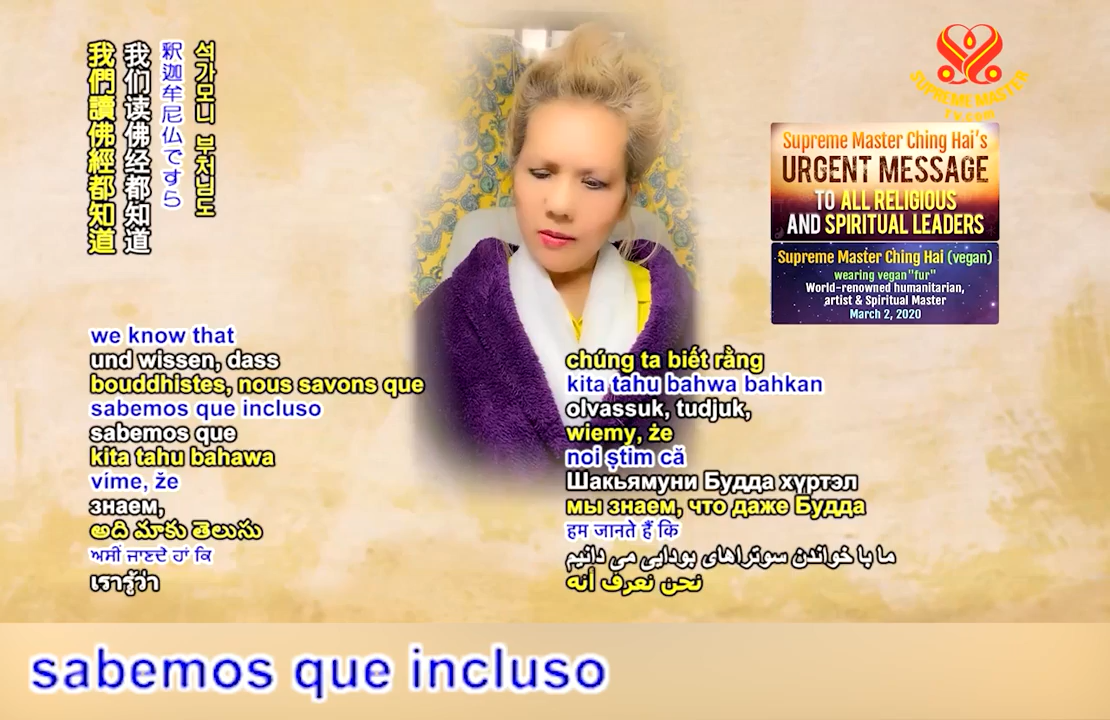 我們讀佛經都知道
我们读佛经都知道
釈迦牟尼仏ですら
석가모니 부처님도
SUPREME MASTER
TV.COM
Supreme Master Ching Hai's
URGENT MESSAGE
TO ALL RELIGIOUS
AND SPIRITUAL LEADERS
Supreme Master Ching Hai (vegan)
wearing vegan "fur"
World-renowned humanitarian,
artist & Spiritual Master
March 2, 2020
we know that
und wissen, dass
bouddhistes, nous savons que
sabemos que incluso
sabemos que
kita tahu bahawa
víme, že
знаем,
అది మాకు తెలుసు
ਅਸੀਂ ਜਾਣਦੇ ਹਾਂ ਕਿ
เรารู้ว่า
chúng ta biết rằng
kita tahu bahwa bahkan
olvassuk, tudjuk,
wiemy, że
noi știm că
Шакьямуни Будда хүртэл
мы знаем, что даже Будда
हम जानते हैं कि
ما با خواندن سوتراهای بودایی می دانیم
نحن نعرف أنه
sabemos que incluso